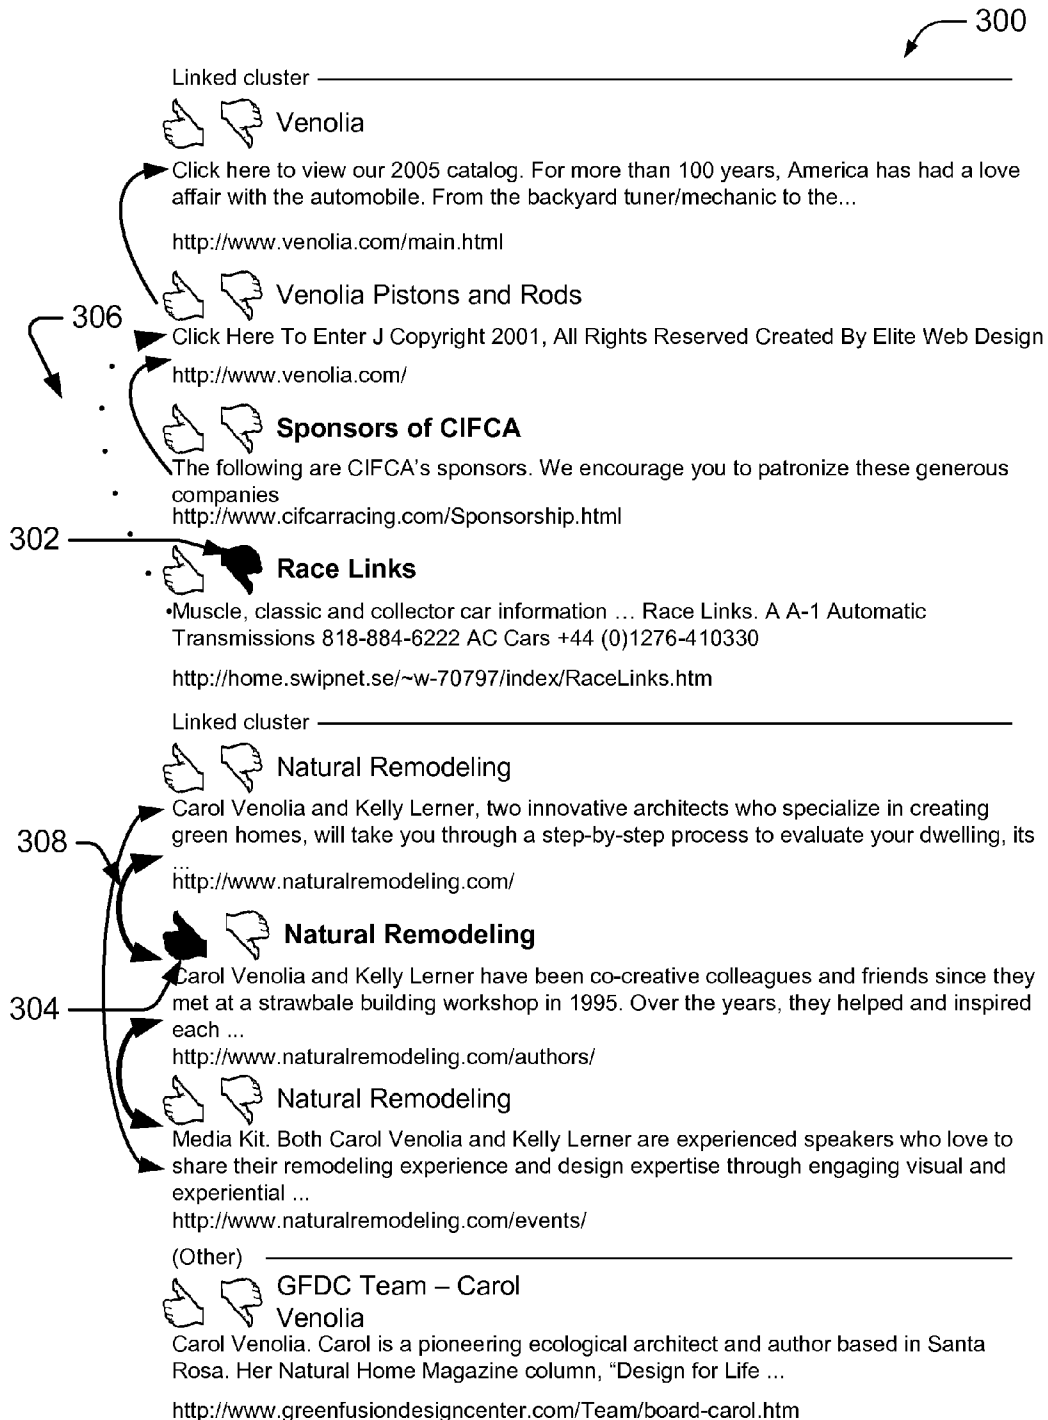 300
Linked cluster
Venolia
Click here to view our 2005 catalog. For more than 100 years, America has had a love
affair with the automobile. From the backyard tuner/mechanic to the...
http://www.venolia.com/main.html
Venolia Pistons and Rods
306
Click Here To Enter J Copyright 2001, All Rights Reserved Created By Elite Web Design
http://www.venolia.com/
Sponsors of CIFCA
The following are CIFCA's sponsors. We encourage you to patronize these generous
companies
http://www.cifcarracing.com/Sponsorship.html
302
Race Links
•Muscle, classic and collector car information … Race Links. A A-1 Automatic
Transmissions 818-884-6222 AC Cars +44 (0)1276-410330
http://home.swipnet.se/~w-70797/index/RaceLinks.htm
Linked cluster
Natural Remodeling
Carol Venolia and Kelly Lerner, two innovative architects who specialize in creating
green homes, will take you through a step-by-step process to evaluate your dwelling, its
308
...
http://www.naturalremodeling.com/
Natural Remodeling
Carol Venolia and Kelly Lerner have been co-creative colleagues and friends since they
met at a strawbale building workshop in 1995. Over the years, they helped and inspired
304
each ...
http://www.naturalremodeling.com/authors/
Natural Remodeling
Media Kit. Both Carol Venolia and Kelly Lerner are experienced speakers who love to
share their remodeling experience and design expertise through engaging visual and
experiential ...
http://www.naturalremodeling.com/events/
(Other)
GFDC Team – Carol
Venolia
Carol Venolia. Carol is a pioneering ecological architect and author based in Santa
Rosa. Her Natural Home Magazine column, “Design for Life ...
http://www.greenfusiondesigncenter.com/Team/board-carol.htm